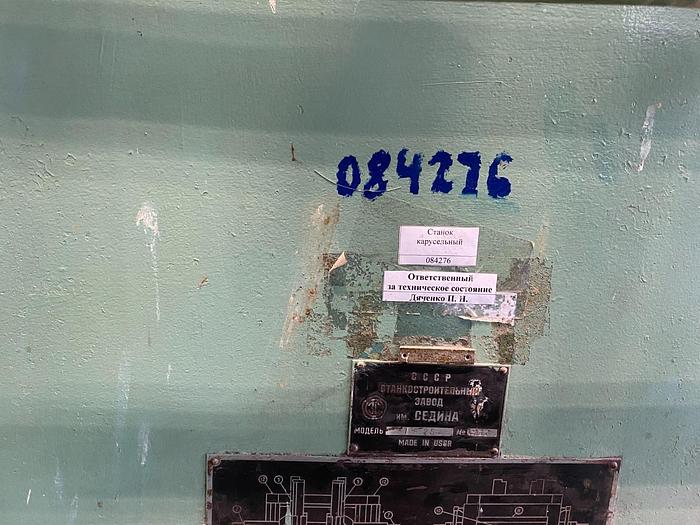 084276
Станок
карусельный
084276
Ответственный
за техническое состояние
Дяченко П. И.
СССР
СТАНКОСТРОИТЕЛЬНЫЙ
ЗАВОД
ИМ. СЕДИНА
МОДЕЛЬ №
MADE IN USSR